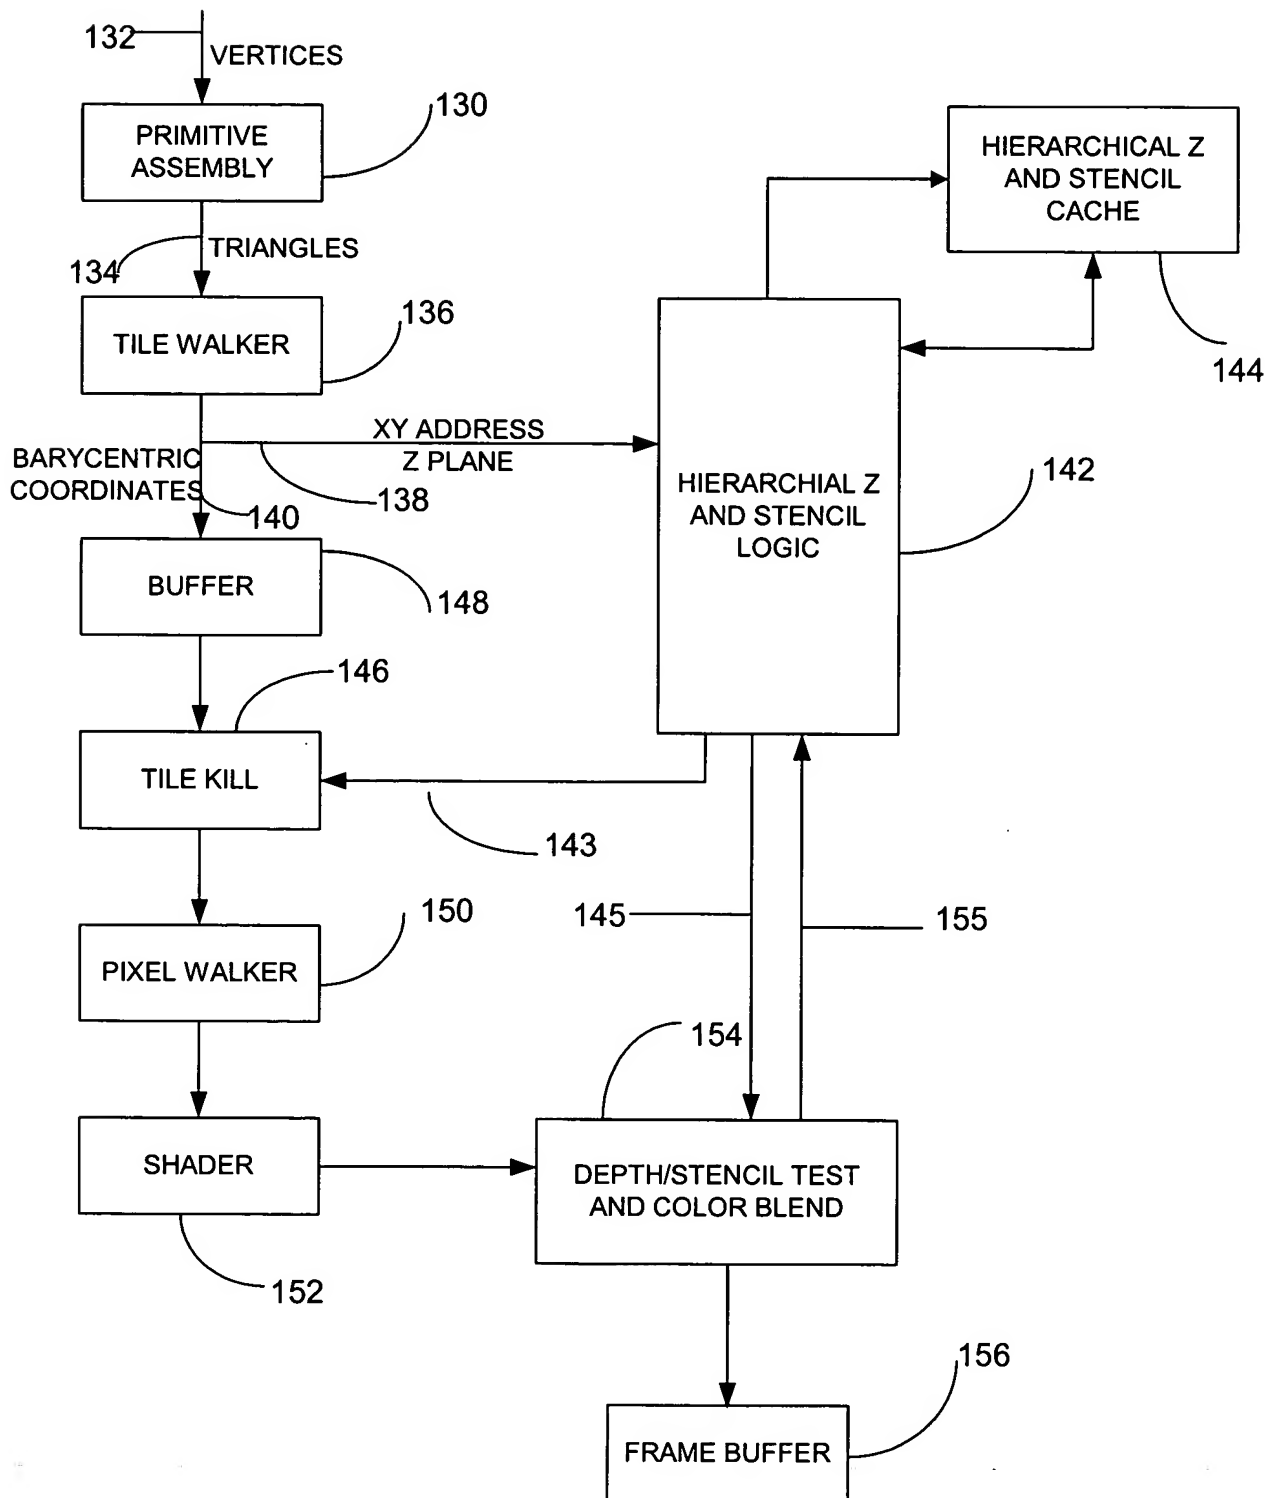 132
VERTICES
130
PRIMITIVE
ASSEMBLY
HIERARCHICAL Z
AND STENCIL
CACHE
134
TRIANGLES
136
TILE WALKER
144
XY ADDRESS
Z PLANE
BARYCENTRIC
COORDINATES
138
140
HIERARCHIAL Z
AND STENCIL
LOGIC
142
BUFFER
148
146
TILE KILL
143
145
155
150
PIXEL WALKER
154
SHADER
152
DEPTH/STENCIL TEST
AND COLOR BLEND
156
FRAME BUFFER